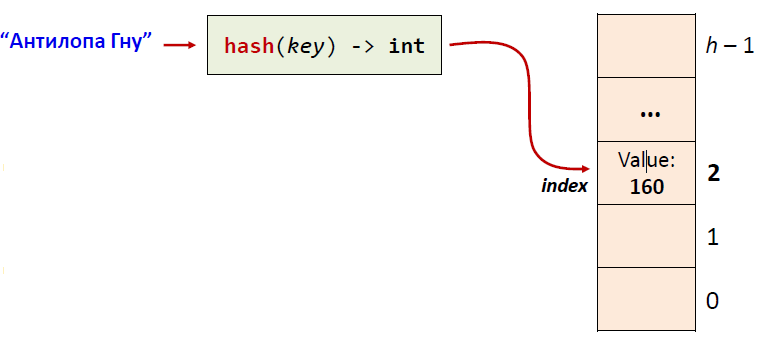 “Антилопа Гну”
hash(key) -> int
h – 1
...
Value:
160
index
2
1
0